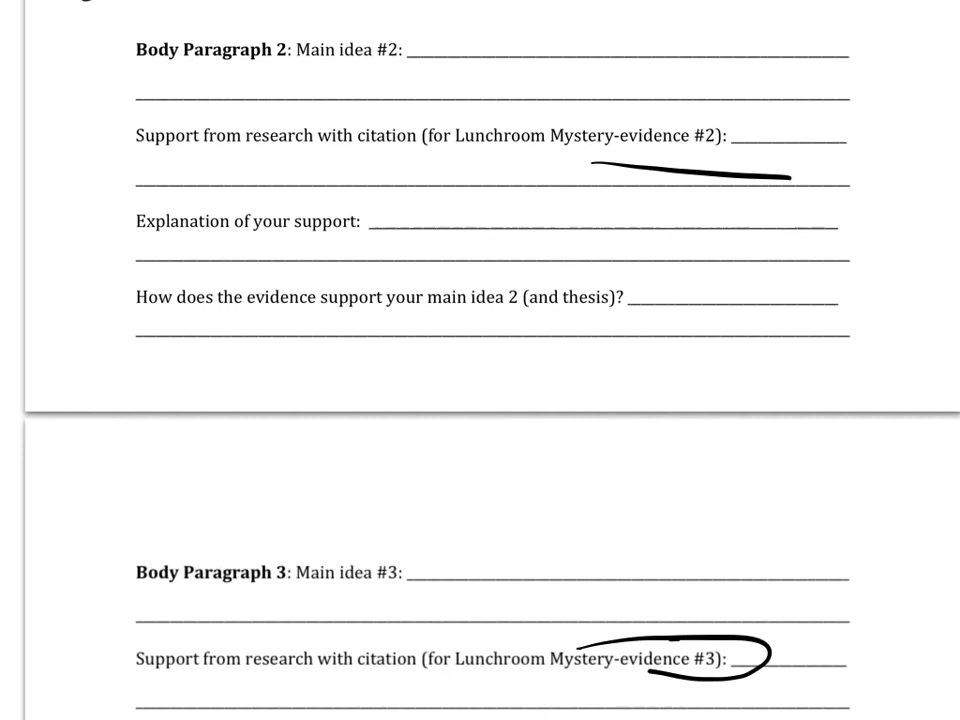 Body Paragraph 2: Main idea #2:
Support from research with citation (for Lunchroom Mystery-evidence #2):
Explanation of your support:
How does the evidence support your main idea 2 (and thesis)?
Body Paragraph 3: Main idea #3:
Support from research with citation (for Lunchroom Mystery-evidence #3):